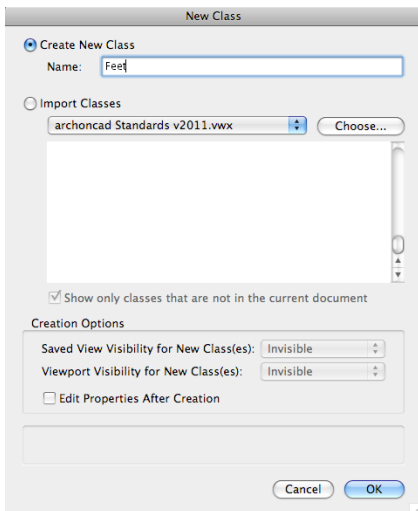 New Class
Create New Class
Name: Feet
Import Classes
archoncad Standards v2011.vwx Choose...
Show only classes that are not in the current document
Creation Options
Saved View Visibility for New Class(es): Invisible
Viewport Visibility for New Class(es): Invisible
Edit Properties After Creation
Cancel OK